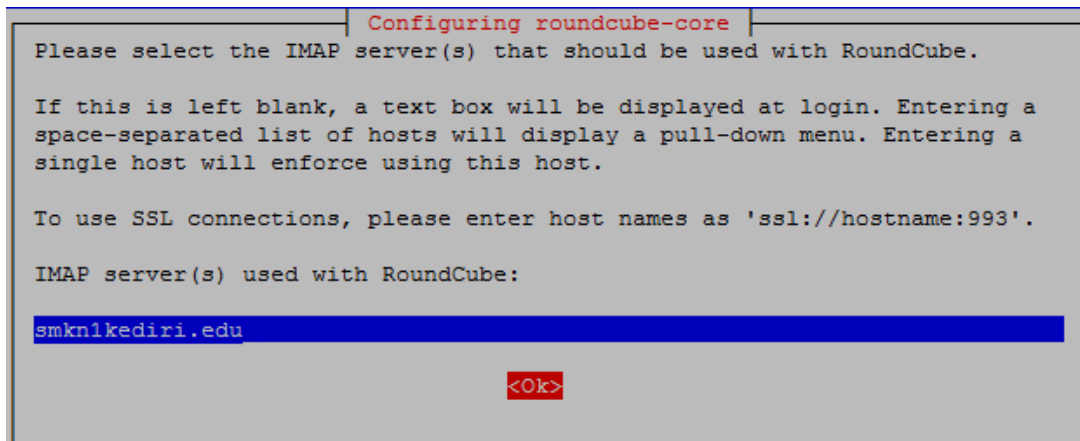 Configuring roundcube-core
Please select the IMAP server(s) that should be used with RoundCube.
If this is left blank, a text box will be displayed at login. Entering a
space-separated list of hosts will display a pull-down menu. Entering a
single host will enforce using this host.
To use SSL connections, please enter host names as 'ssl://hostname:993'.
IMAP server(s) used with RoundCube:
smkn1kediri.edu
<Ok>